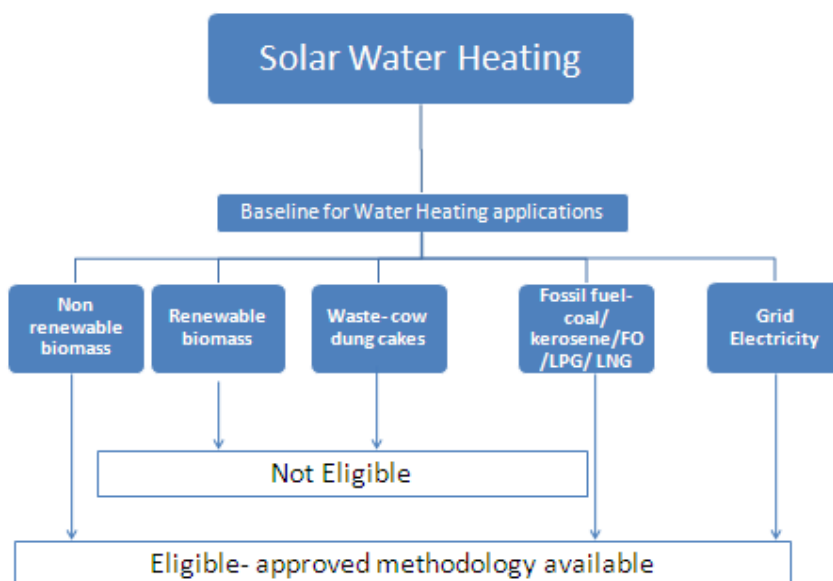 Solar Water Heating
Baseline for Water Heating applications
Non
renewable
biomass
Renewable
biomass
Waste- cow
dung cakes
Fossil fuel-
coal/
kerosene/FO
/LPG/ LNG
Grid
Electricity
Not Eligible
Eligible- approved methodology available